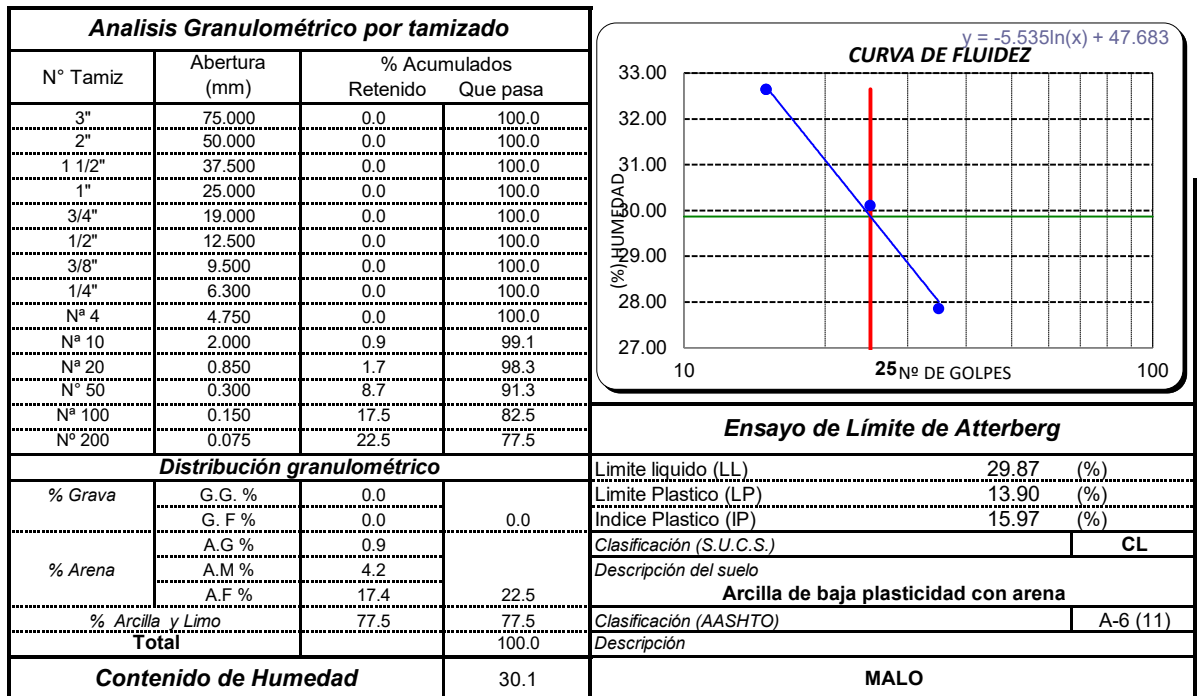 Analisis Granulométrico por tamizado
N° Tamiz Abertura (mm) % Acumulados
Retenido Que pasa
3" 75.000 0.0 100.0
2" 50.000 0.0 100.0
1 1/2" 37.500 0.0 100.0
1" 25.000 0.0 100.0
3/4" 19.000 0.0 100.0
1/2" 12.500 0.0 100.0
3/8" 9.500 0.0 100.0
1/4" 6.300 0.0 100.0
Nª 4 4.750 0.0 100.0
Nª 10 2.000 0.9 99.1
Nª 20 0.850 1.7 98.3
N° 50 0.300 8.7 91.3
Nª 100 0.150 17.5 82.5
Nº 200 0.075 22.5 77.5
Distribución granulométrico
% Grava G.G. % 0.0
G. F % 0.0 0.0
A.G % 0.9
% Arena A.M % 4.2
A.F % 17.4 22.5
% Arcilla y Limo 77.5 77.5
Total 100.0
Contenido de Humedad 30.1
y = -5.535ln(x) + 47.683
CURVA DE FLUIDEZ
33.00
32.00
31.00
30.00
29.00
28.00
27.00
(%) HUMEDAD
10 25 Nº DE GOLPES 100
Ensayo de Límite de Atterberg
Limite liquido (LL) 29.87 (%)
Limite Plastico (LP) 13.90 (%)
Indice Plastico (IP) 15.97 (%)
Clasificación (S.U.C.S.) CL
Descripción del suelo
Arcilla de baja plasticidad con arena
Clasificación (AASHTO) A-6 (11)
Descripción
MALO